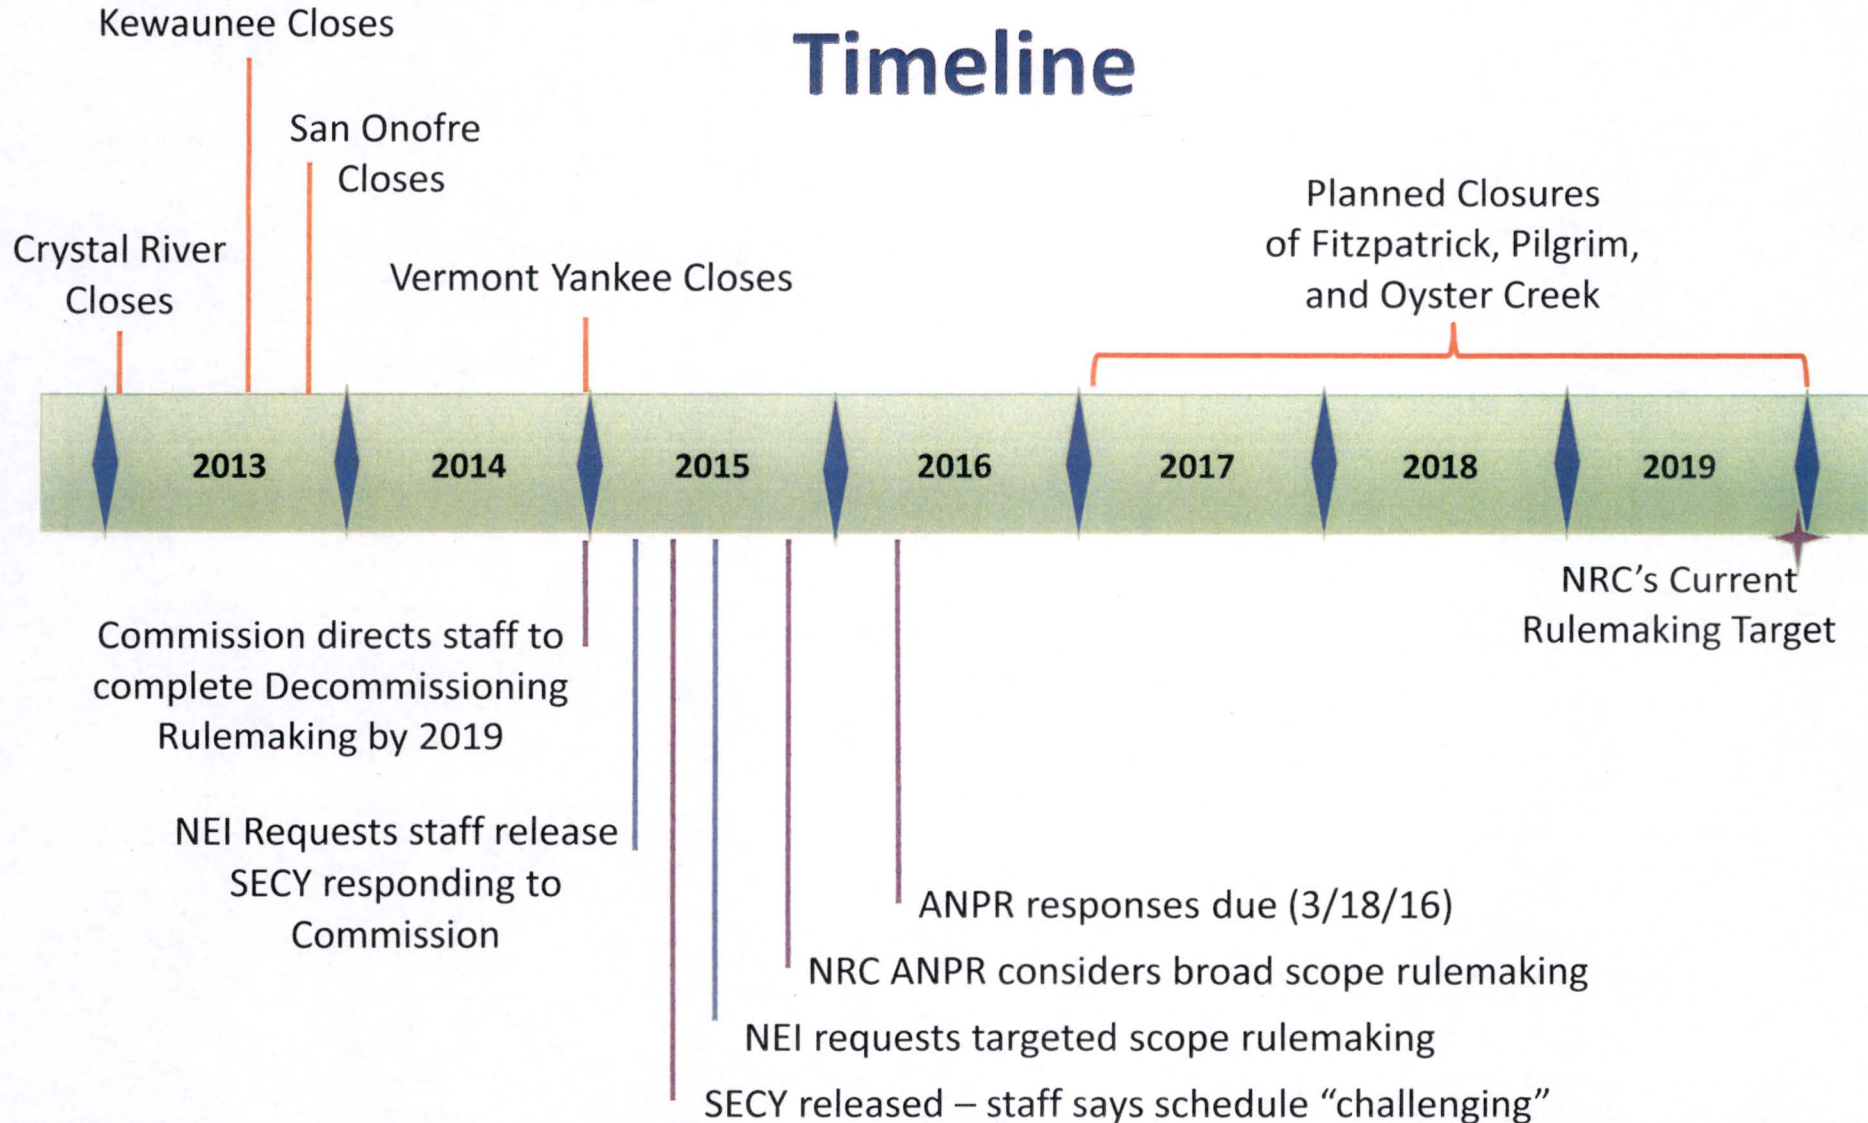 Timeline
Kewaunee Closes
San Onofre
Closes
Crystal River
Closes
Vermont Yankee Closes
Planned Closures
of Fitzpatrick, Pilgrim,
and Oyster Creek
2013
2014
2015
2016
2017
2018
2019
NRC’s Current
Rulemaking Target
Commission directs staff to
complete Decommissioning
Rulemaking by 2019
NEI Requests staff release
SECY responding to
Commission
ANPR responses due (3/18/16)
NRC ANPR considers broad scope rulemaking
NEI requests targeted scope rulemaking
SECY released – staff says schedule “challenging”